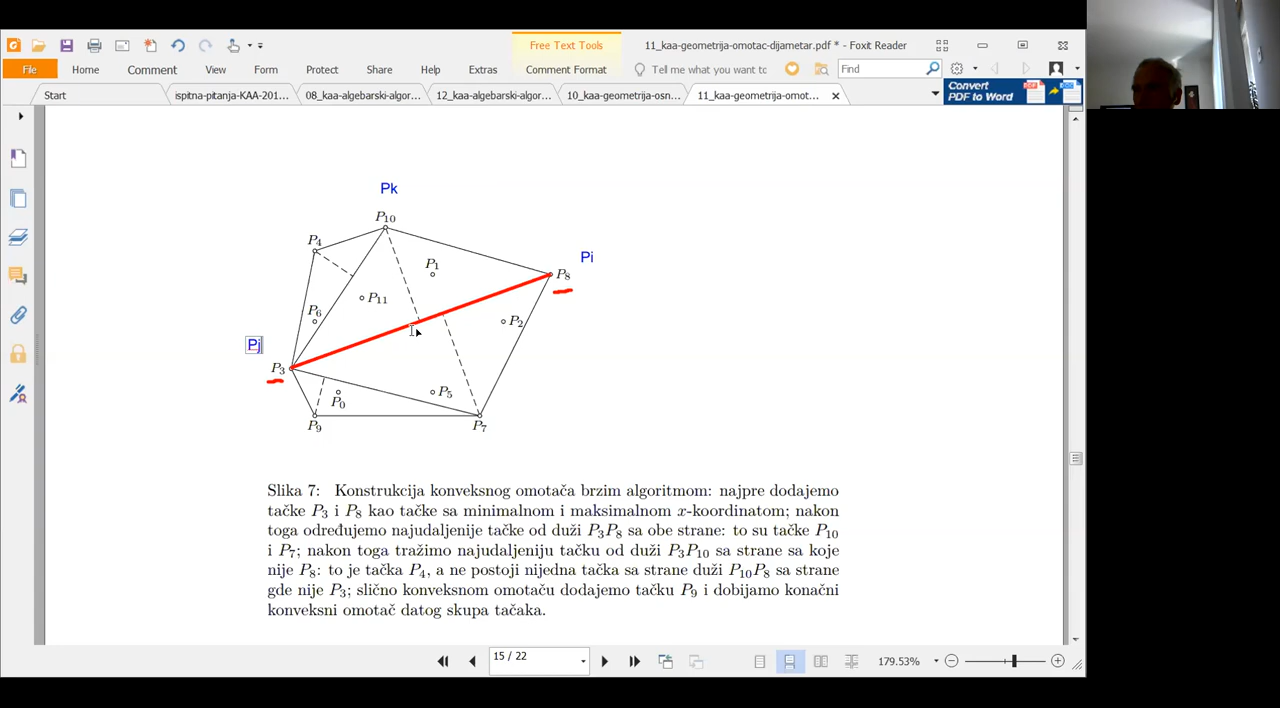 Free Text Tools
11_kaa-geometrija-omotac-dijametar.pdf * - Foxit Reader
File Home Comment View Form Protect Share Help Extras Comment Format Tell me what you want tc Find
Start ispitna-pitanja-KAA 08_ ski-algor... 12_kaa-algebarski-algor... 10_kaa-geometrija-osn... 11_kaa-geometrija-omot...
Convert
PDF to Word PDF DOC
Pk
P10
P4
Pi
P1
P8
P11
P6
P2
Pj
P3
P0
P5
P9
P7
Slika 7: Konstrukcija konveksnog omotača brzim algoritmom: najpre dodajemo
tačke P3 i P8 kao tačke sa minimalnom i maksimalnom x-koordinatom; nakon
toga određujemo najudaljenije tačke od duži P3P8 sa obe strane: to su tačke P10
i P7; nakon toga tražimo najudaljeniju tačku od duži P3P10 sa strane sa koje
nije P8: to je tačka P4, a ne postoji nijedna tačka sa strane duži P10P8 sa strane
gde nije P3; slično konveksnom omotaču dodajemo tačku P9 i dobijamo konačni
konveksni omotač datog skupa tačaka.
15 / 22
179.53%